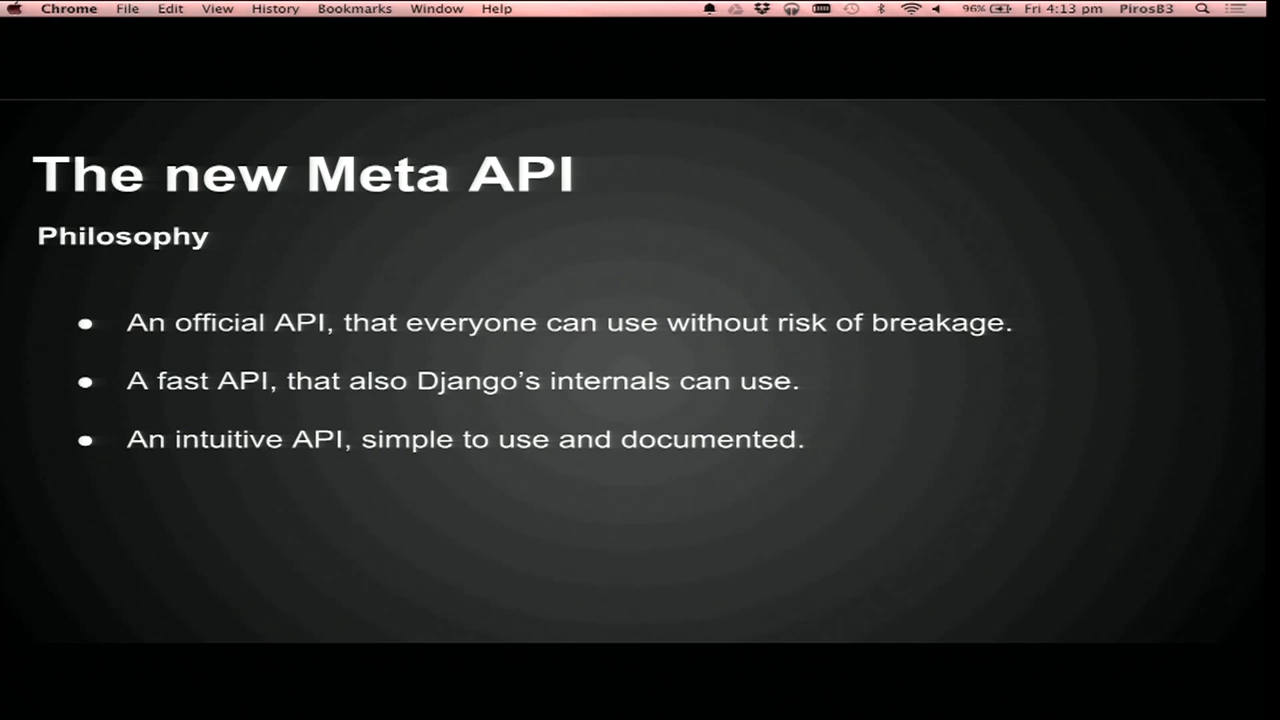 Chrome File Edit View History Bookmarks Window Help 96% Fri 4:13 pm PirosB3
The new Meta API
Philosophy
● An official API, that everyone can use without risk of breakage.
● A fast API, that also Django’s internals can use.
● An intuitive API, simple to use and documented.